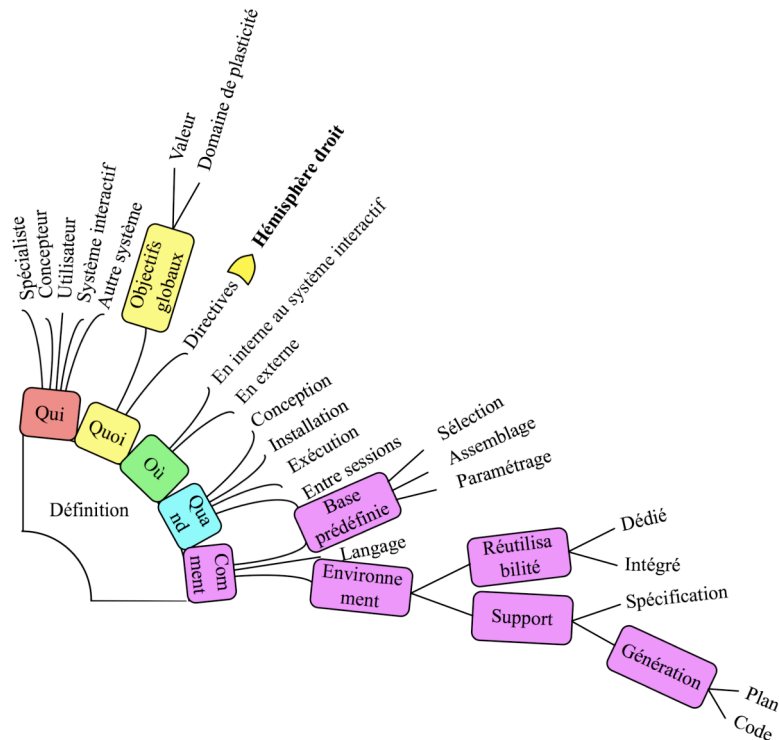 Spécialiste
Concepteur
Utilisateur
Système interactif
Autre système
Qui
Valeur
Domaine de plasticité
Objectifs
globaux
Directives
Hémisphère droit
Quoi
En interne au système interactif
En externe
Où
Conception
Installation
Exécution
Entre sessions
Qua
nd
Définition
Com
ment
Base
prédéfinie
Sélection
Assemblage
Paramétrage
Langage
Environne
ment
Réutilisa
bilité
Dédié
Intégré
Support
Spécification
Génération
Plan
Code